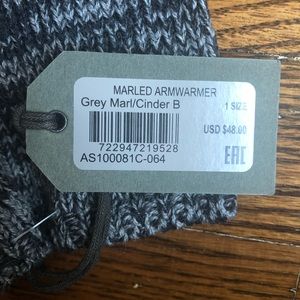 MARLED ARMWARMER
Grey Marl/Cinder B
1 SIZE
USD $48.00
722947219528
AS100081C-064
EAC